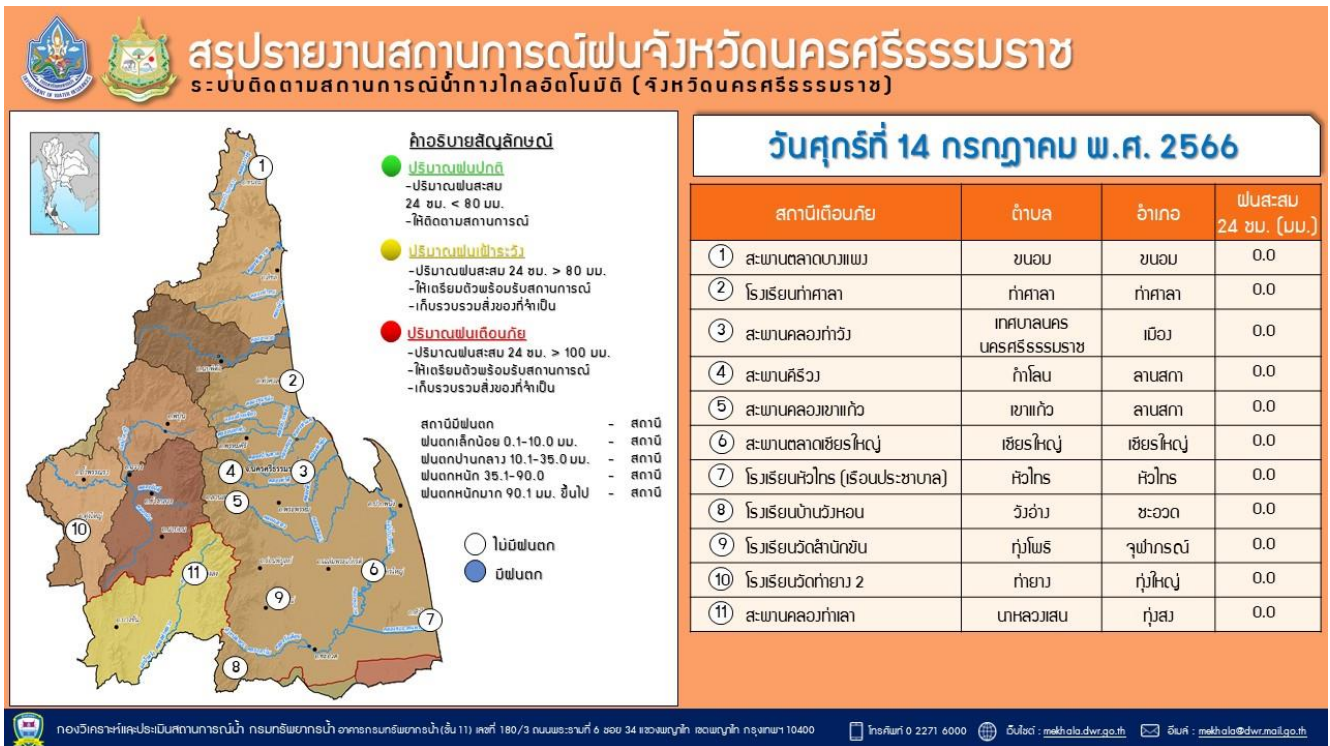 สรุปรายงานสถานการณ์ฝนจังหวัดนครศรีธรรมราช
ระบบติดตามสถานการณ์น้ำทางไกลอัตโนมัติ (จังหวัดนครศรีธรรมราช)
คำอธิบายสัญลักษณ์
ปริมาณฝนปกติ
-ปริมาณฝนสะสม
24 ชม. < 80 มม.
-ให้ติดตามสถานการณ์
ปริมาณฝนเฝ้าระวัง
-ปริมาณฝนสะสม 24 ชม. > 80 มม.
-ให้เตรียมตัวพร้อมรับสถานการณ์
-เก็บรวบรวมสิ่งของที่จำเป็น
ปริมาณฝนเตือนภัย
-ปริมาณฝนสะสม 24 ชม. > 100 มม.
-ให้เตรียมตัวพร้อมรับสถานการณ์
-เก็บรวบรวมสิ่งของที่จำเป็น
สถานีมีฝนตก - สถานี
ฝนตกเล็กน้อย 0.1-10.0 มม. - สถานี
ฝนตกปานกลาง 10.1-35.0 มม. - สถานี
ฝนตกหนัก 35.1-90.0 - สถานี
ฝนตกหนักมาก 90.1 มม. ขึ้นไป - สถานี
ไม่มีฝนตก
มีฝนตก
1
2
4
3
5
10
11
6
9
7
8
วันศุกร์ที่ 14 กรกฎาคม พ.ศ. 2566
สถานีเตือนภัย ตำบล อำเภอ ฝนสะสม
24 ชม. (มม.)
1 สะพานตลาดบางแพง ขนอม ขนอม 0.0
2 โรงเรียนท่าศาลา ท่าศาลา ท่าศาลา 0.0
3 สะพานคลองท่าวัง เทศบาลนคร
นครศรีธรรมราช เมือง 0.0
4 สะพานคีรีวง กำโลน ลานสกา 0.0
5 สะพานคลองเขาแก้ว เขาแก้ว ลานสกา 0.0
6 สะพานตลาดเชียรใหญ่ เชียรใหญ่ เชียรใหญ่ 0.0
7 โรงเรียนหัวไทร (เรือนประชาบาล) หัวไทร หัวไทร 0.0
8 โรงเรียนบ้านวังหอน วังอ่าง ชะอวด 0.0
9 โรงเรียนวัดสำนักขัน ทุ่งโพธิ จุฬาภรณ์ 0.0
10 โรงเรียนวัดท่ายาง 2 ท่ายาง ทุ่งใหญ่ 0.0
11 สะพานคลองท่าเลา นาหลวงเสน ทุ่งสง 0.0
กองวิเคราะห์และประเมินสถานการณ์น้ำ กรมทรัพยากรน้ำ อาคารกรมทรัพยากรน้ำ (ชั้น 11) เลขที่ 180/3 ถนนพระรามที่ 6 ซอย 34 แขวงพญาไท เขตพญาไท กรุงเทพฯ 10400 โทรศัพท์ 0 2271 6000 เว็บไซต์ : mekhala.dwr.go.th อีเมล์ : mekhala@dwr.mail.go.th